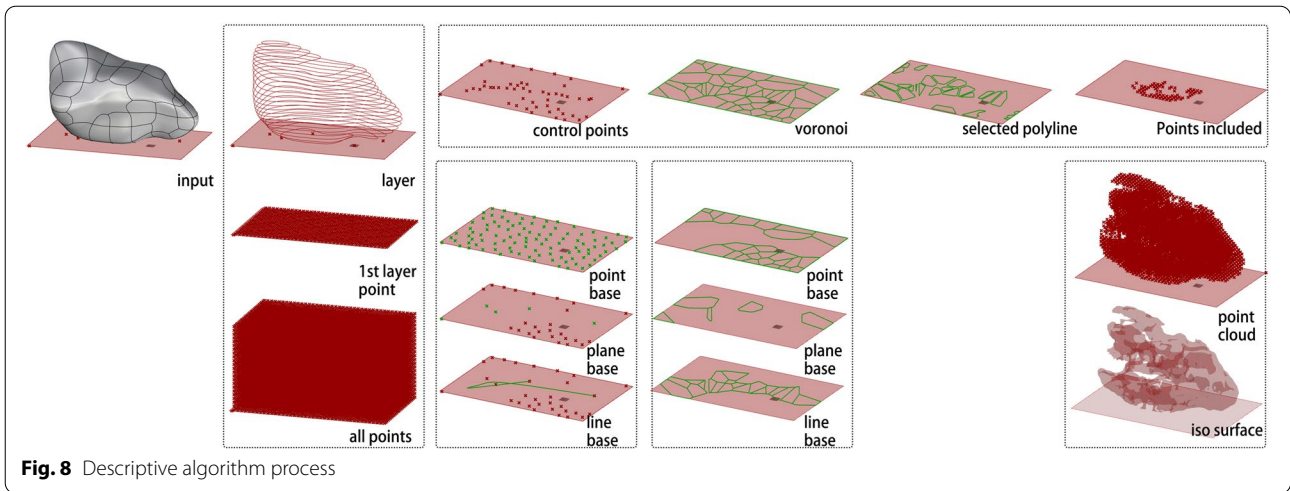 input
layer
control points
voronoi
selected polyline
Points included
1st layer
point
all points
point
base
plane
base
line
base
point
base
plane
base
line
base
point
cloud
iso surface
Fig. 8 Descriptive algorithm process